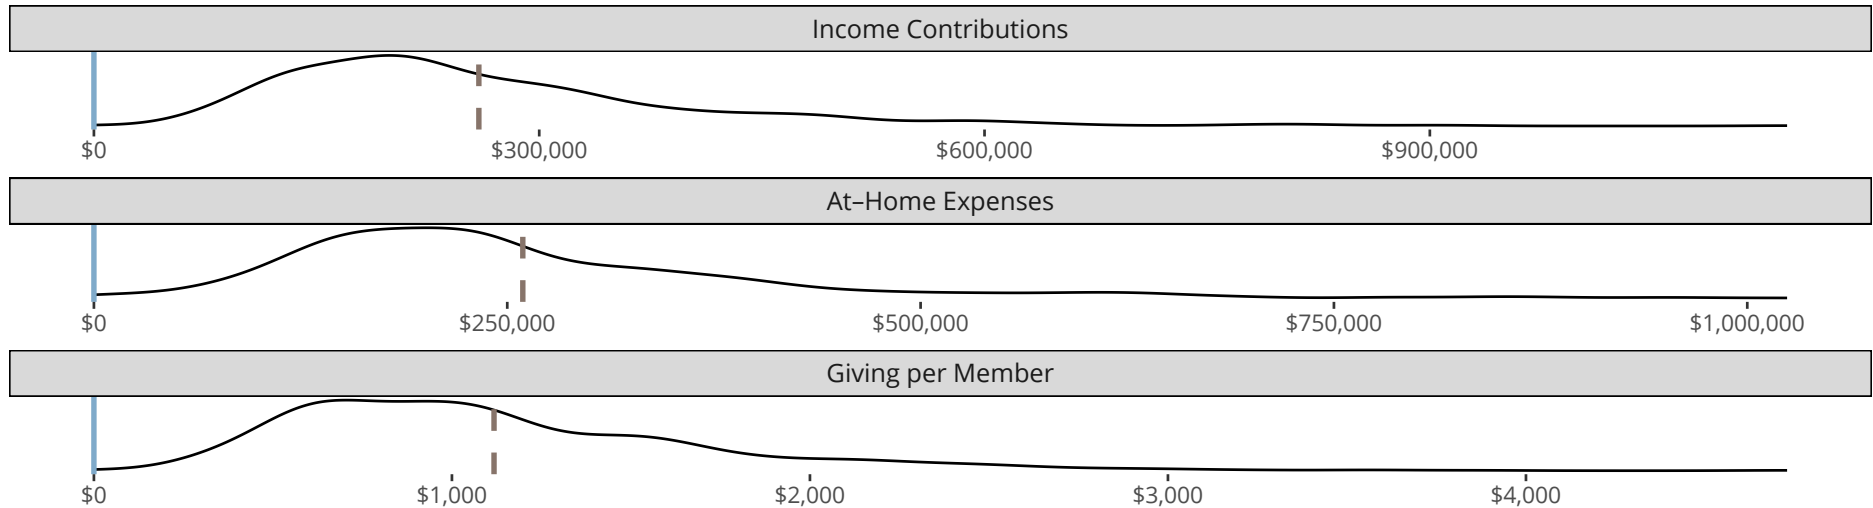 Income Contributions
$0 $300,000 $600,000 $900,000
At–Home Expenses
$0 $250,000 $500,000 $750,000 $1,000,000
Giving per Member
$0 $1,000 $2,000 $3,000 $4,000